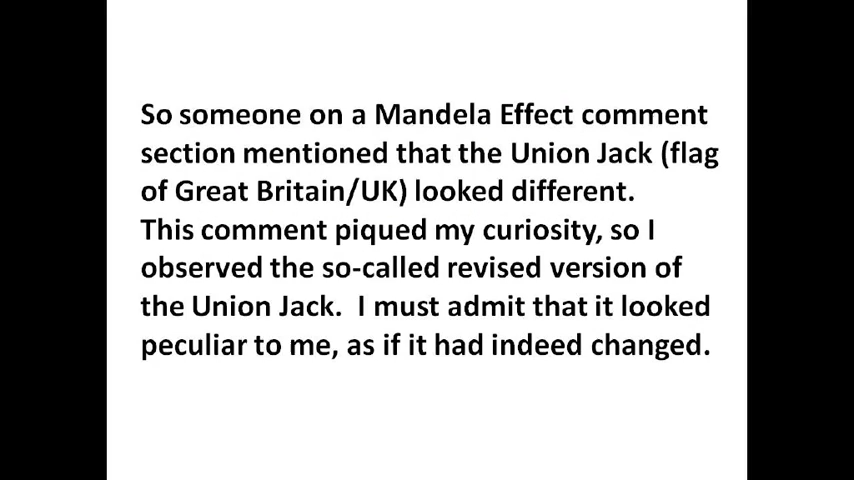 So someone on a Mandela Effect comment
section mentioned that the Union Jack (flag
of Great Britain/UK) looked different.
This comment piqued my curiosity, so I
observed the so-called revised version of
the Union Jack.  I must admit that it looked
peculiar to me, as if it had indeed changed.